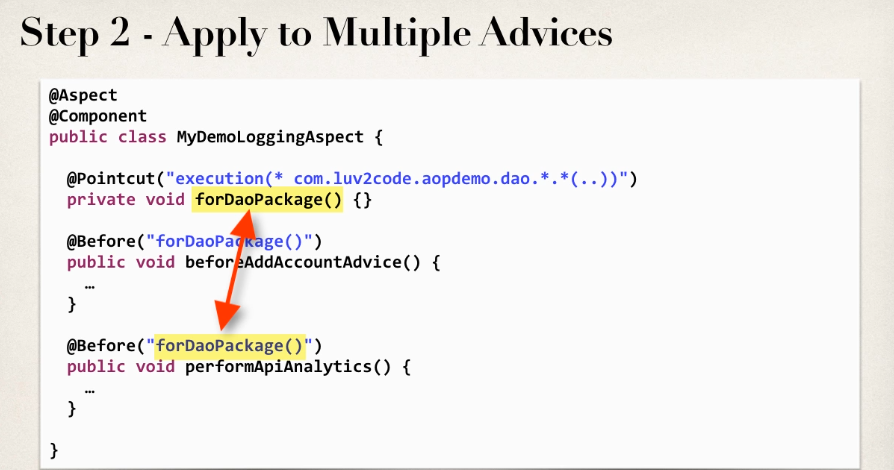 Step 2 - Apply to Multiple Advices
@Aspect
@Component
public class MyDemoLoggingAspect {
@Pointcut("execution(* com.luv2code.aopdemo.dao.*.*(..))")
private void forDaoPackage() {}
@Before("forDaoPackage()")
public void beforeAddAccountAdvice() {
…
}
@Before("forDaoPackage()")
public void performApiAnalytics() {
…
}
}